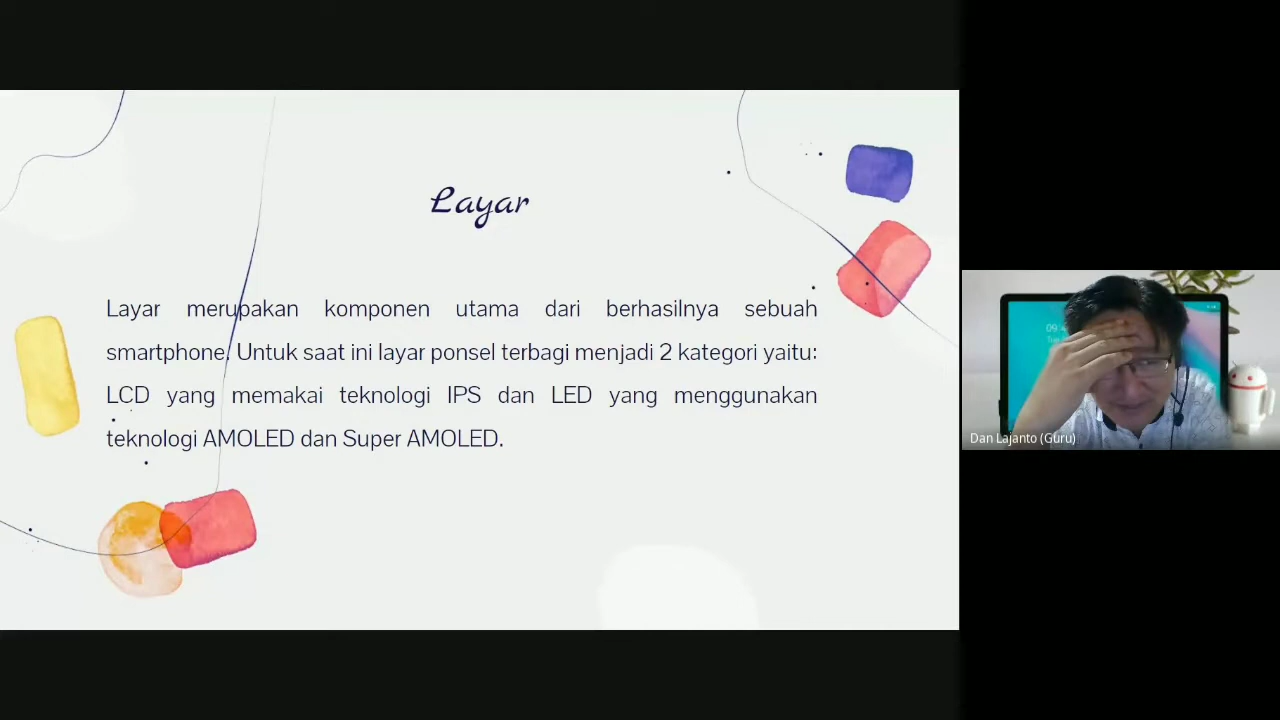 Layar
Layar merupakan komponen utama dari berhasilnya sebuah
smartphone. Untuk saat ini layar ponsel terbagi menjadi 2 kategori yaitu:
LCD yang memakai teknologi IPS dan LED yang menggunakan
teknologi AMOLED dan Super AMOLED.
Dan Lajanto (Guru)